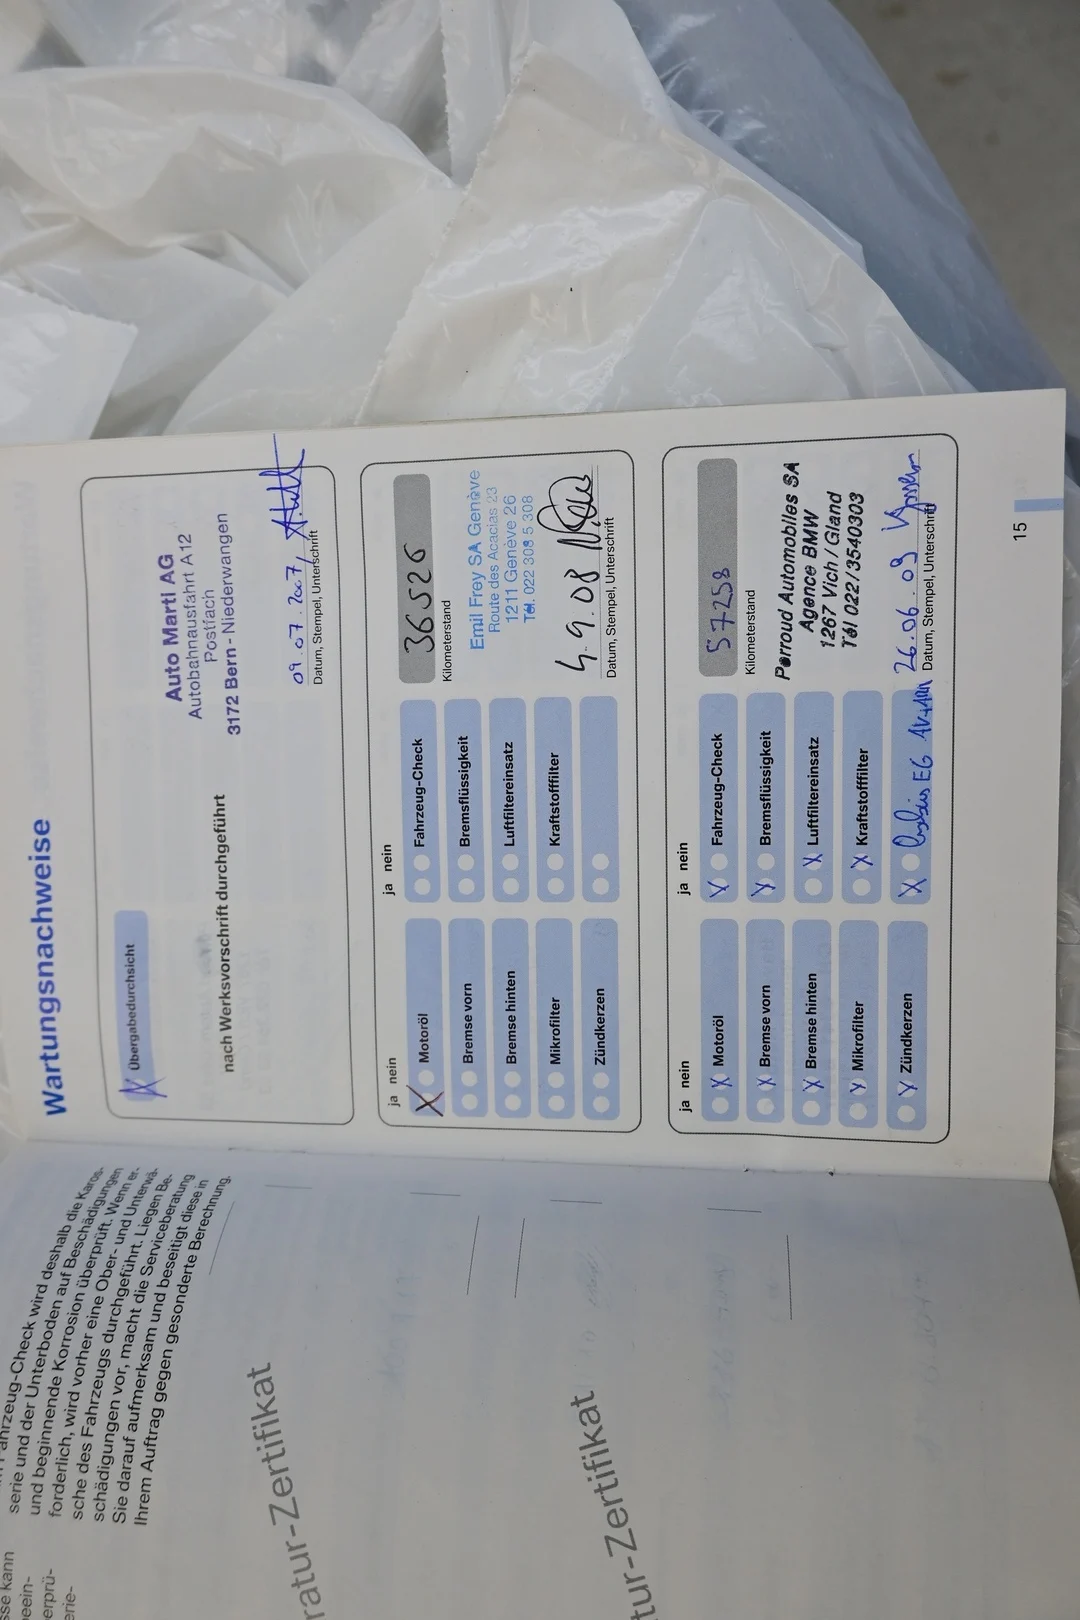 serie und der Unterboden auf Beschädigungen
und beginnende Korrosion überprüft. Wenn er-
forderlich, wird vorher eine Ober- und Unterwä-
sche des Fahrzeugs durchgeführt. Liegen Be-
schädigungen vor, macht die Serviceberatung
Sie darauf aufmerksam und beseitigt diese in
Ihrem Auftrag gegen gesonderte Berechnung.
ratur-Zertifikat
tur-Zertifikat
Wartungsnachweise
X Übergabedurchsicht
nach Werksvorschrift durchgeführt
Auto Marti AG
Autobahnausfahrt A12
Postfach
3172 Bern - Niederwangen
09.07.2007
Datum, Stempel, Unterschrift
ja nein
X Motoröl
Bremse vorn
Bremse hinten
Mikrofilter
Zündkerzen
ja nein
Fahrzeug-Check
Bremsflüssigkeit
Luftfiltereinsatz
Kraftstofffilter
36526
Kilometerstand
Emil Frey SA Genève
Route des Acacias 23
1211 Genève 26
Tél. 022 308 5 308
4.9.08
Datum, Stempel, Unterschrift
ja nein
X Motoröl
X Bremse vorn
X Bremse hinten
X Mikrofilter
X Zündkerzen
ja nein
X Fahrzeug-Check
X Bremsflüssigkeit
X Luftfiltereinsatz
X Kraftstofffilter
X
57258
Kilometerstand
Perroud Automobiles SA
Agence BMW
1267 Vich / Gland
Tél 022/3540303
26.06.09
Datum, Stempel, Unterschrift
15